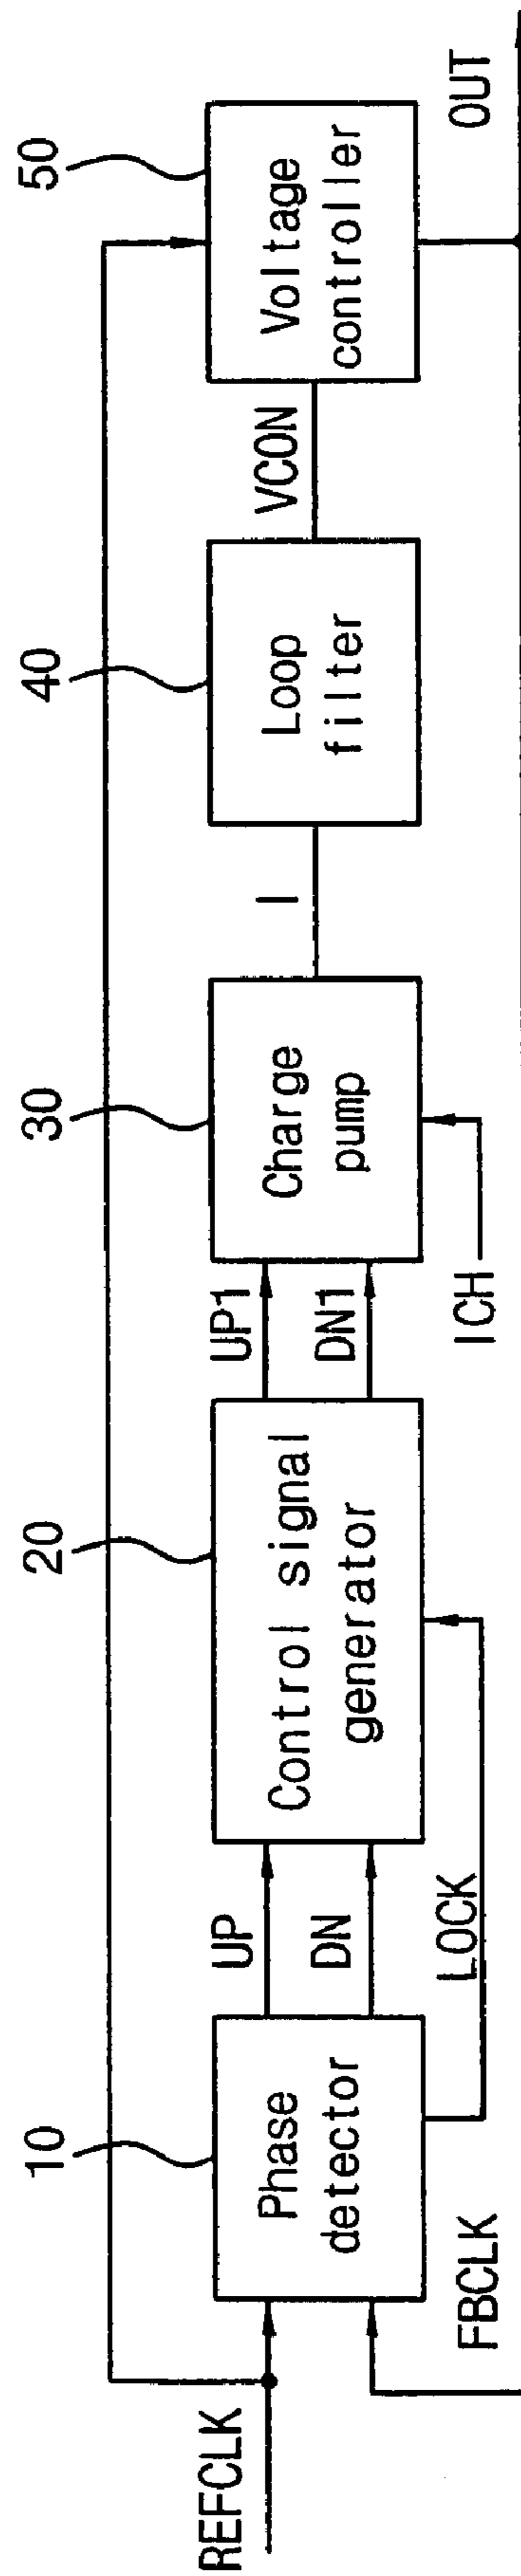 10
20
30
40
50
REFCLK
Phase
detector
UP
DN
LOCK
FBCLK
Control signal
generator
UP1
DN1
Charge
pump
ICH
I
Loop
filter
VCON
Voltage
controller
OUT